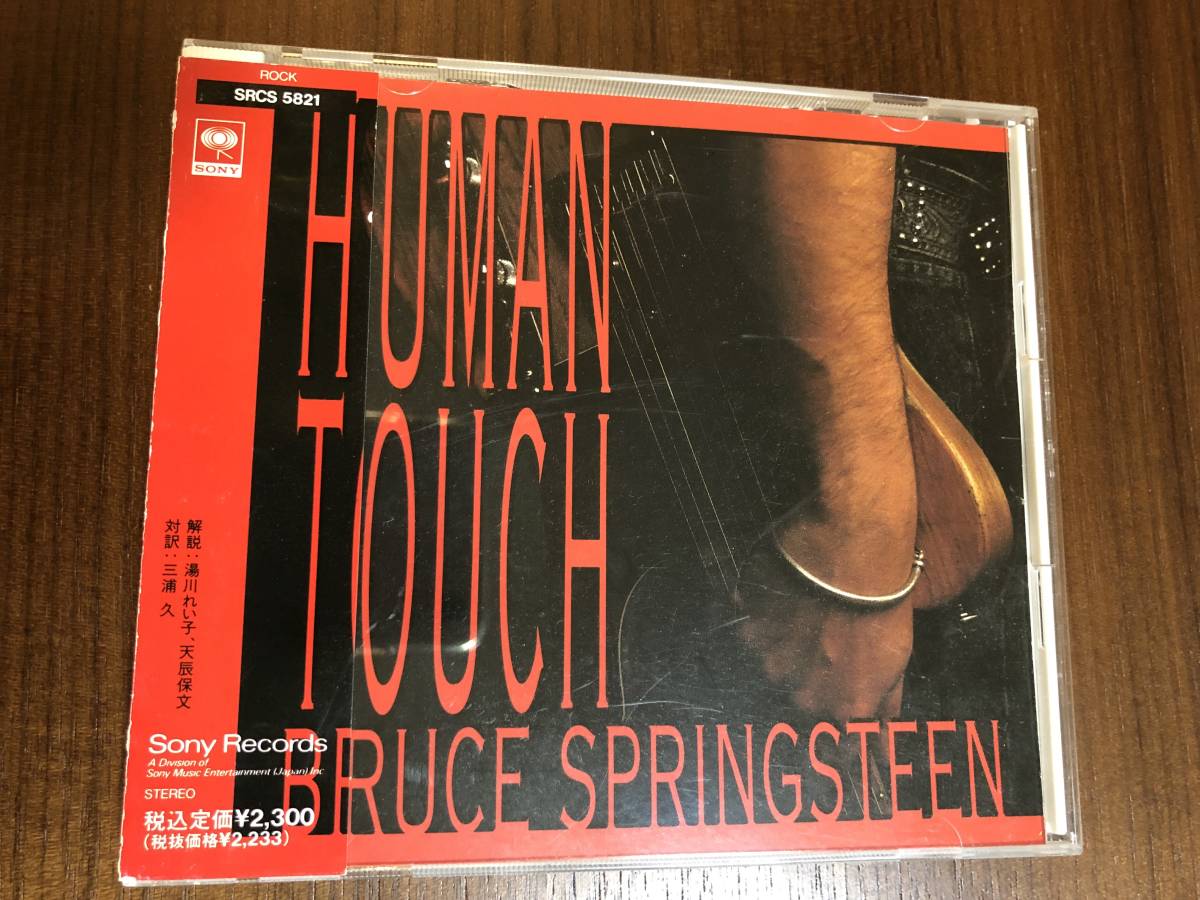 ROCK
SRCS 5821
SONY
HUMAN
TOUCH
BRUCE SPRINGSTEEN
解説:湯川れい子、天辰保文
対訳:三浦 久
Sony Records
A Division of
Sony Music Entertainment (Japan) Inc
STEREO
税込定価¥2,300
(税抜価格¥2,233)